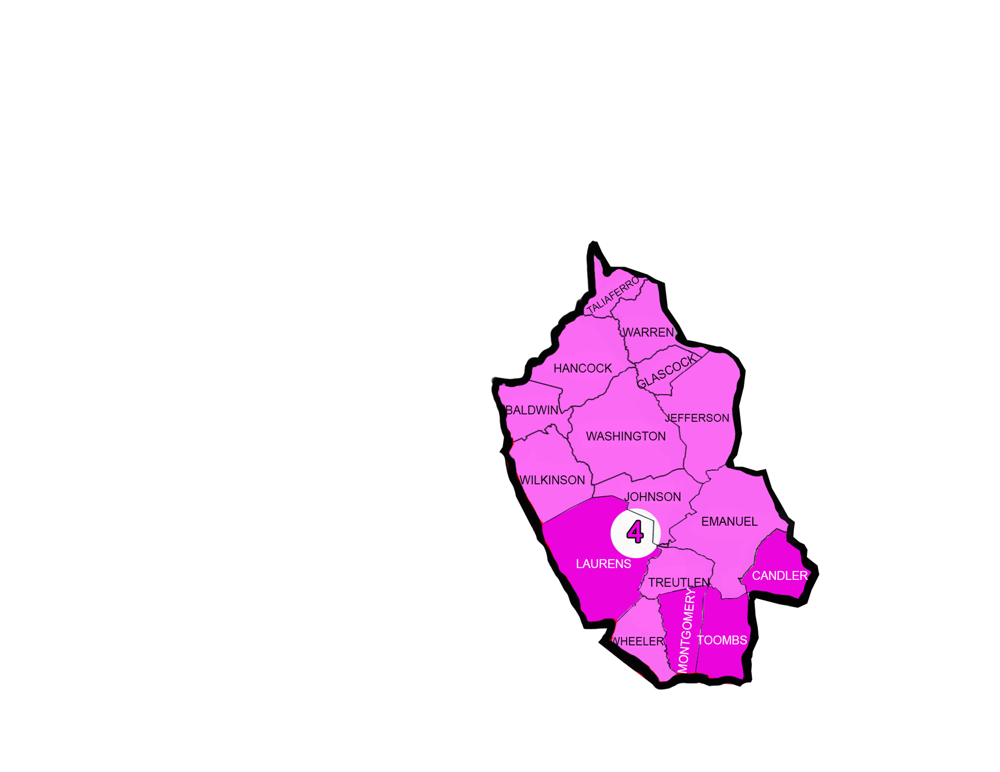 TALIAFERRO
WARREN
HANCOCK
GLASCOCK
BALDWIN
JEFFERSON
WASHINGTON
WILKINSON
JOHNSON
EMANUEL
4
LAURENS
CANDLER
TREUTLEN
MONTGOMERY
WHEELER
TOOMBS